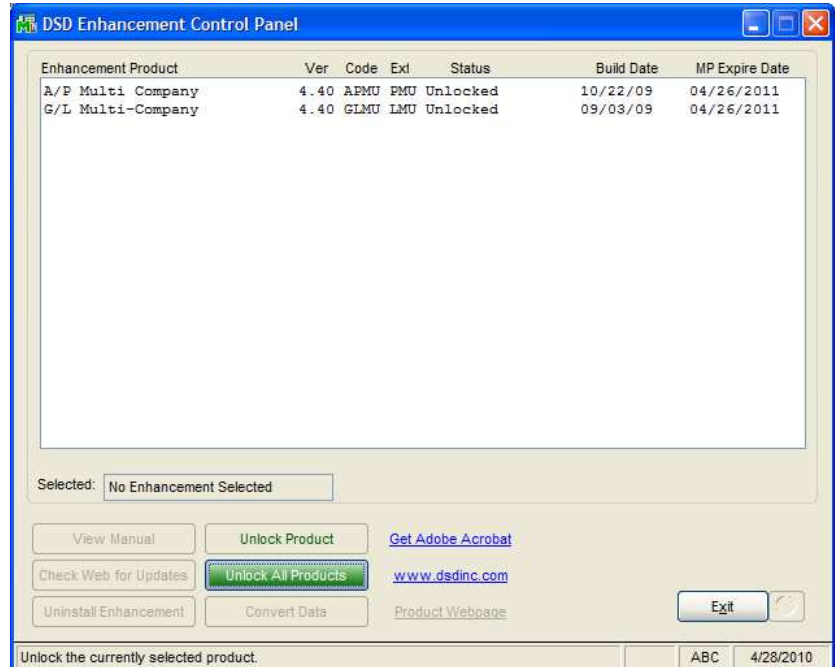 DSD Enhancement Control Panel
Enhancement Product Ver Code Ext Status Build Date MP Expire Date
A/P Multi Company 4.40 APMU PMU Unlocked 10/22/09 04/26/2011
G/L Multi-Company 4.40 GLMU LMU Unlocked 09/03/09 04/26/2011
Selected: No Enhancement Selected
View Manual Unlock Product Get Adobe Acrobat
Check Web for Updates Unlock All Products www.dsdinc.com
Uninstall Enhancement Convert Data Product Webpage Exit
Unlock the currently selected product. ABC 4/28/2010